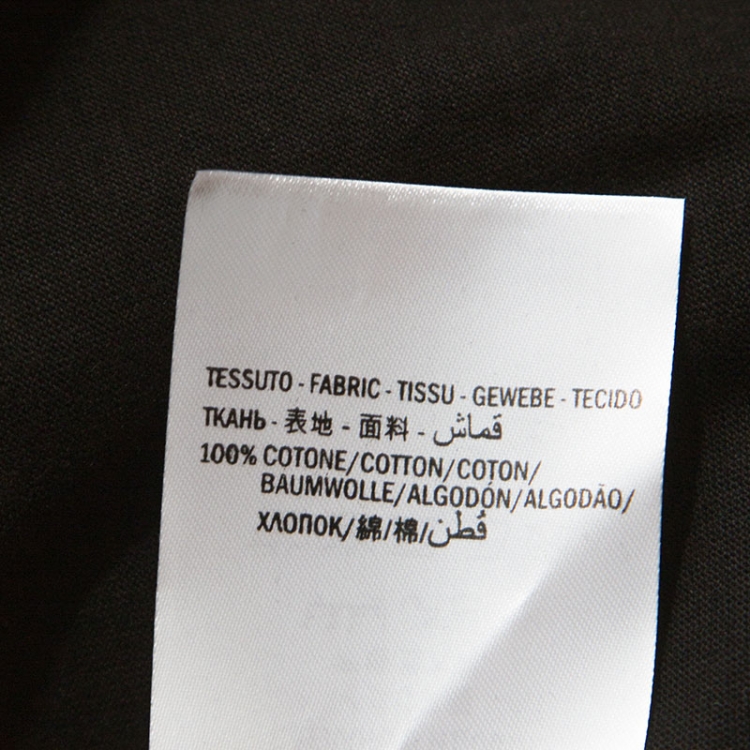 TESSUTO - FABRIC - TISSU - GEWEBE - TECIDO
ТКАНЬ - 表地 - 面料 - قماش
100% COTONE/COTTON/COTON/
BAUMWOLLE/ALGODÓN/ALGODÃO/
ХЛОПОК/綿/棉/قطن